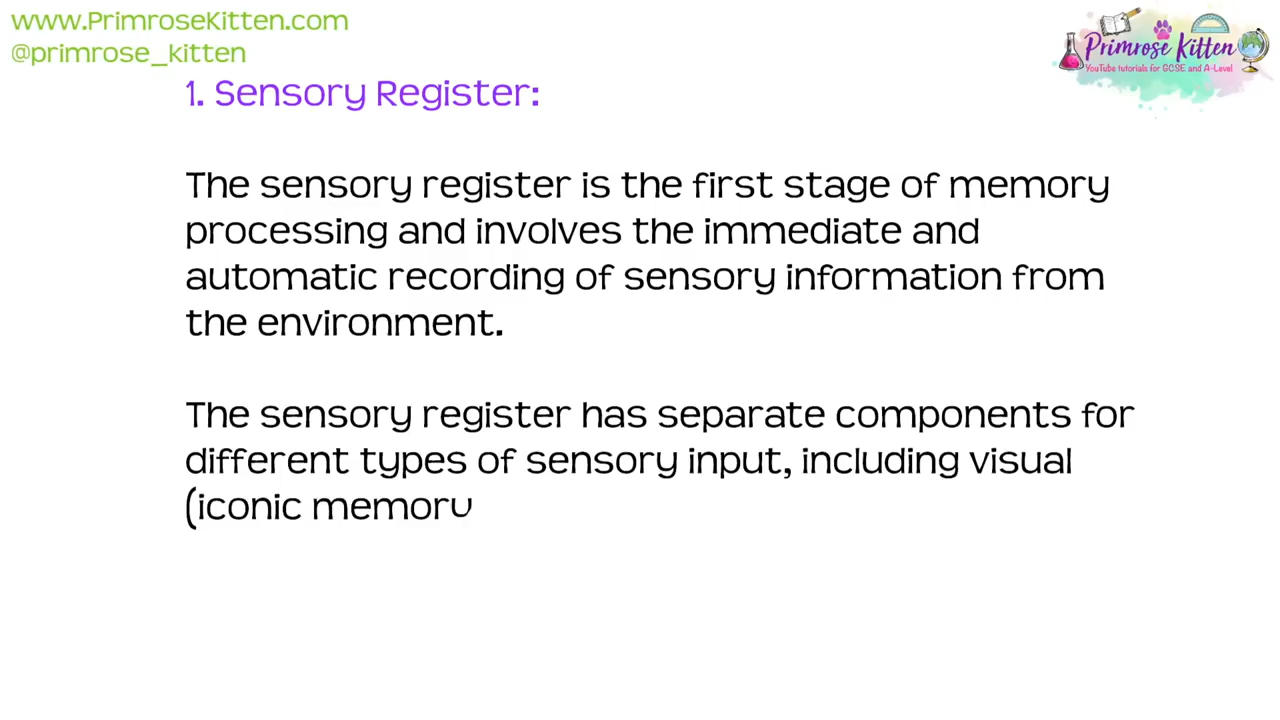 www.PrimroseKitten.com
@primrose_kitten
Primrose Kitten
YouTube tutorials for GCSE and A-Level
1. Sensory Register:
The sensory register is the first stage of memory
processing and involves the immediate and
automatic recording of sensory information from
the environment.
The sensory register has separate components for
different types of sensory input, including visual
(iconic memory